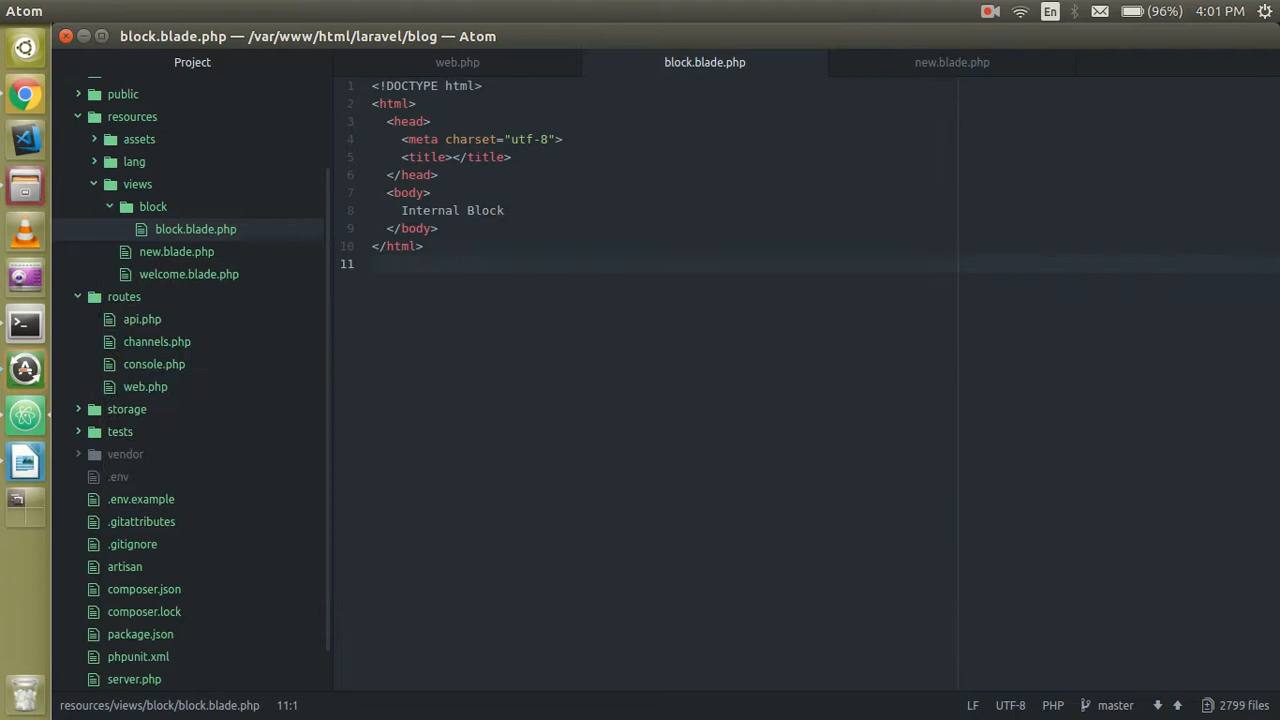 Atom
En
(96%)
4:01 PM
block.blade.php — /var/www/html/laravel/blog — Atom
Project
public
resources
assets
lang
views
block
block.blade.php
new.blade.php
welcome.blade.php
routes
api.php
channels.php
console.php
web.php
storage
tests
vendor
.env
.env.example
.gitattributes
.gitignore
artisan
composer.json
composer.lock
package.json
phpunit.xml
server.php
web.php
block.blade.php
new.blade.php
1 <!DOCTYPE html>
2 <html>
3 <head>
4 <meta charset="utf-8">
5 <title></title>
6 </head>
7 <body>
8 Internal Block
9 </body>
10 </html>
11
resources/views/block/block.blade.php 11:1
LF UTF-8 PHP master 2799 files